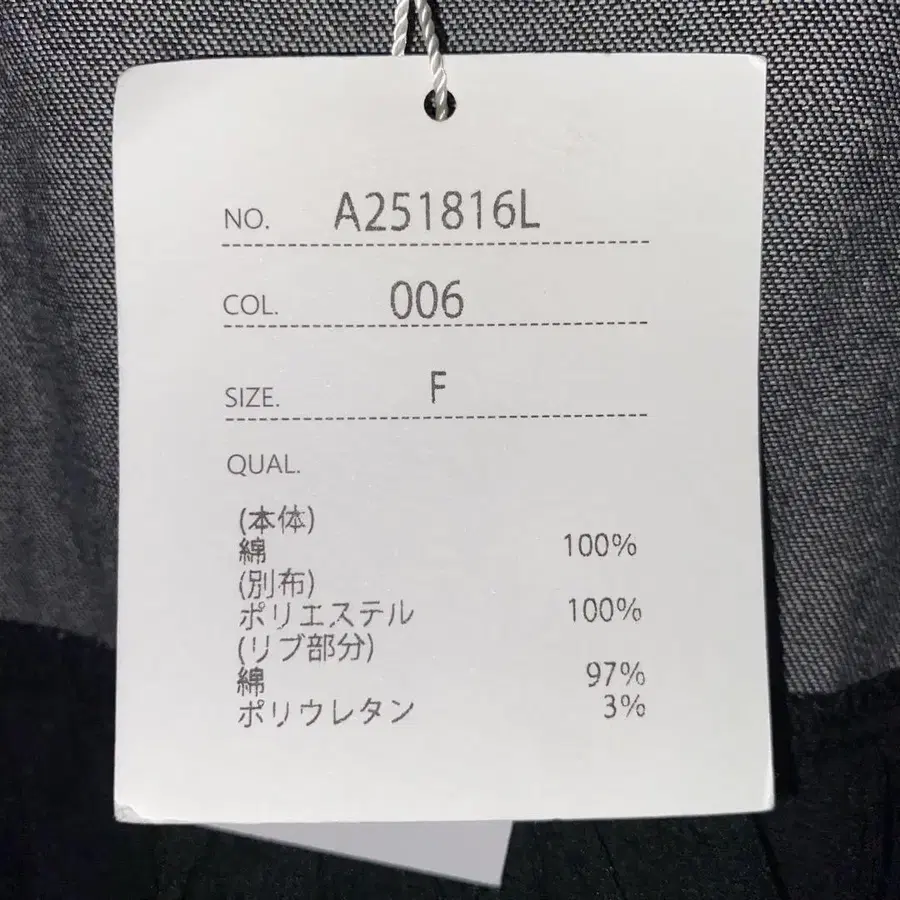 NO. A251816L
COL. 006
SIZE. F
QUAL.
(本体)
綿 100%
(別布)
ポリエステル 100%
(リブ部分)
綿 97%
ポリウレタン 3%